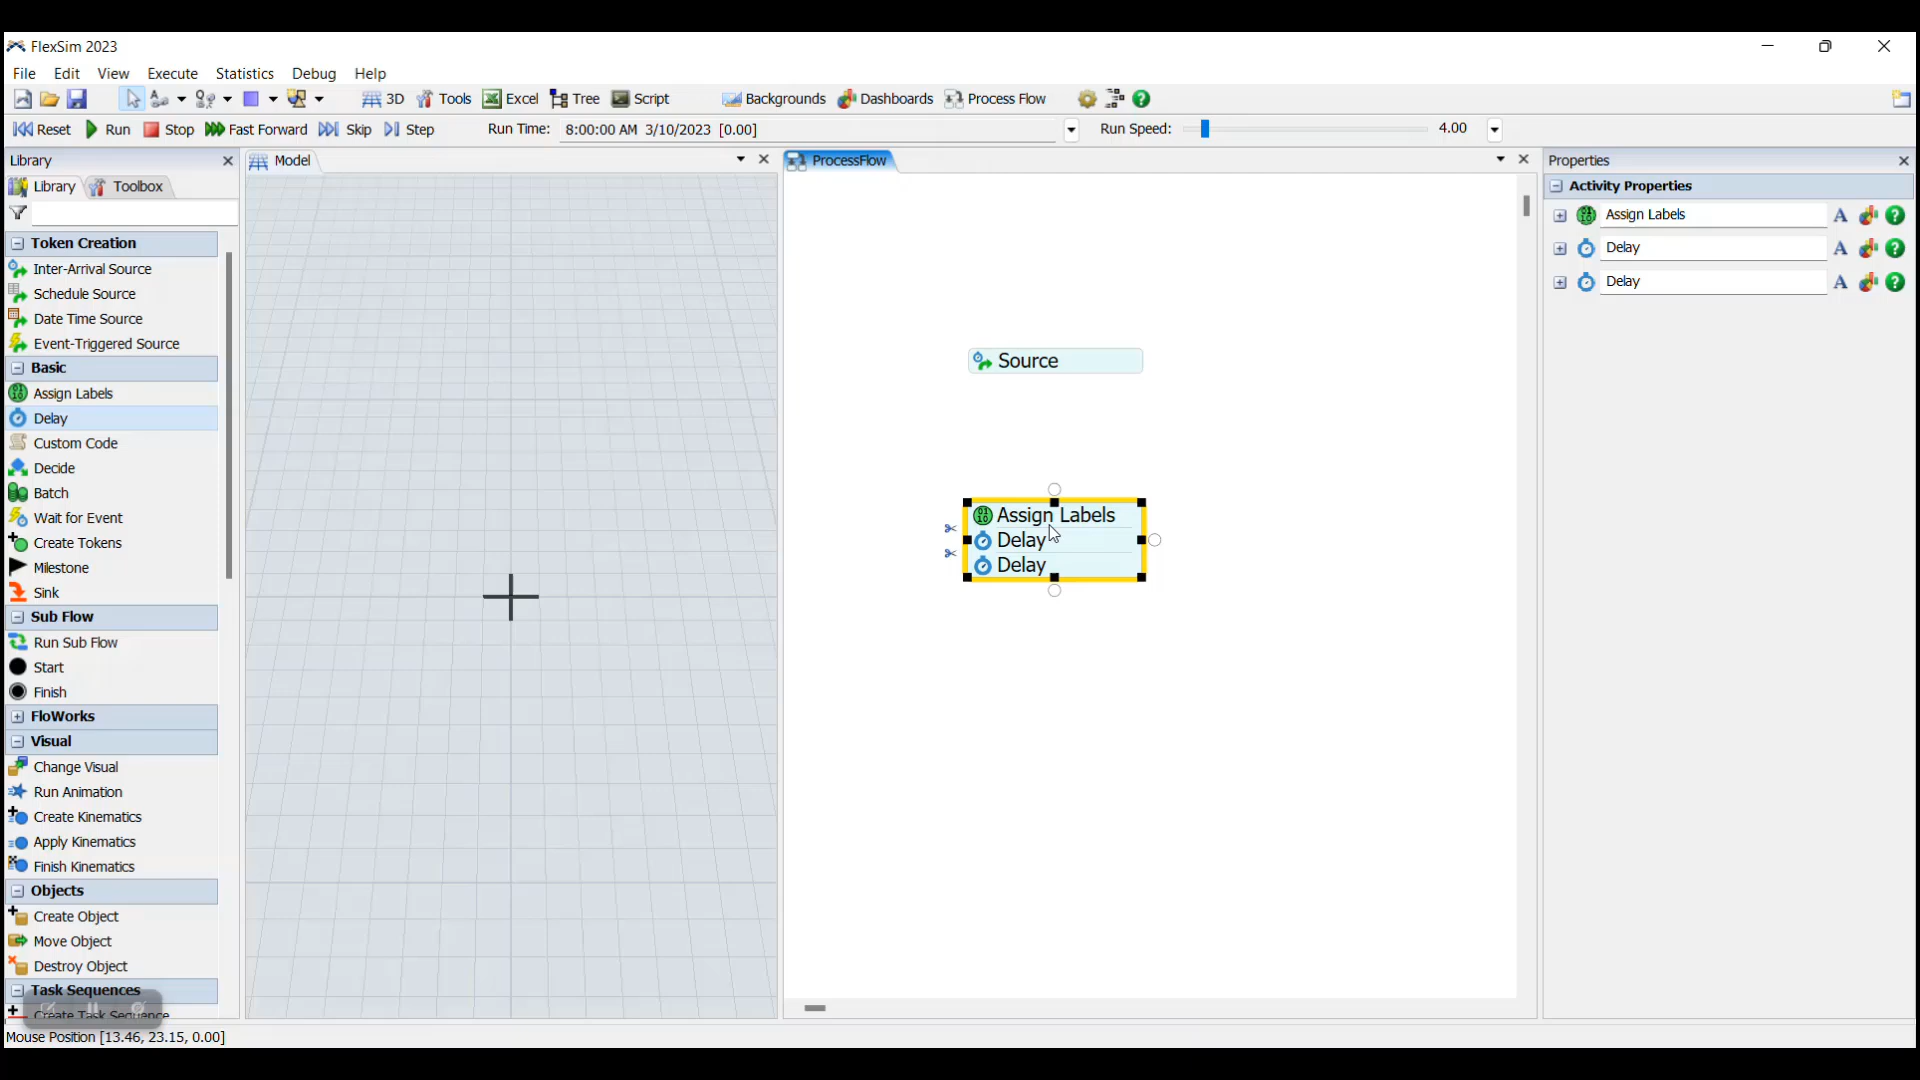 FlexSim 2023
File Edit View Execute Statistics Debug Help
3D Tools Excel Tree Script Backgrounds Dashboards Process Flow
Reset Run Stop Fast Forward Skip Step Run Time: 8:00:00 AM 3/10/2023 [0.00] Run Speed: 4.00
Library
Library Toolbox
Token Creation
Inter-Arrival Source
Schedule Source
Date Time Source
Event-Triggered Source
Basic
Assign Labels
Delay
Custom Code
Decide
Batch
Wait for Event
Create Tokens
Milestone
Sink
Sub Flow
Run Sub Flow
Start
Finish
FloWorks
Visual
Change Visual
Run Animation
Create Kinematics
Apply Kinematics
Finish Kinematics
Objects
Create Object
Move Object
Destroy Object
Task Sequences
Create Task Sequence
Model
ProcessFlow
Source
Assign Labels
Delay
Delay
Properties
Activity Properties
Assign Labels
Delay
Delay
Mouse Position [13.46, 23.15, 0.00]